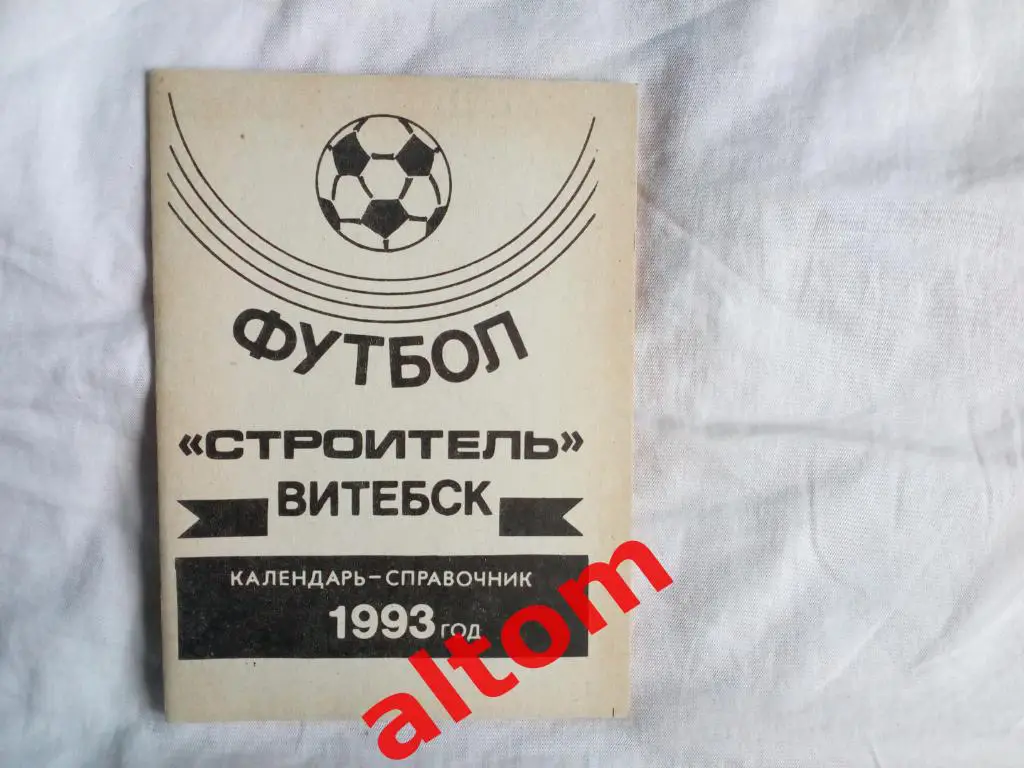 ФУТБОЛ
«СТРОИТЕЛЬ»
ВИТЕБСК
КАЛЕНДАРЬ–СПРАВОЧНИК
1993 год
altom